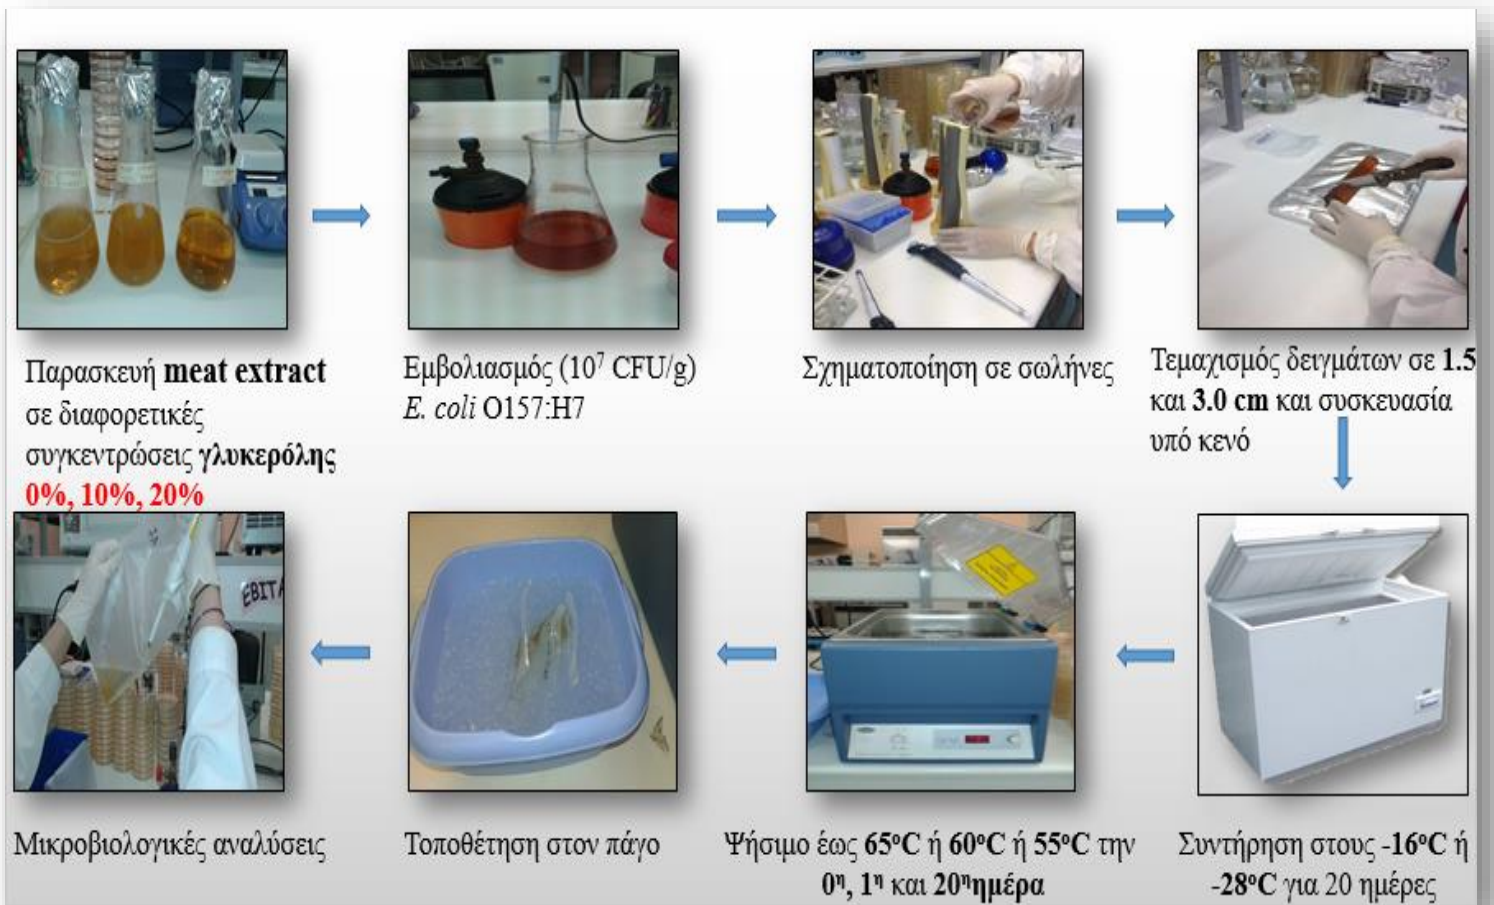 Παρασκευή meat extract
σε διαφορετικές
συγκεντρώσεις γλυκερόλης
0%, 10%, 20%
Εμβολιασμός (10⁷ CFU/g)
E. coli O157:H7
Σχηματοποίηση σε σωλήνες
Τεμαχισμός δειγμάτων σε 1.5
και 3.0 cm και συσκευασία
υπό κενό
Συντήρηση στους -16°C ή
-28°C για 20 ημέρες
Ψήσιμο έως 65°C ή 60°C ή 55°C την
0η, 1η και 20ηημέρα
Τοποθέτηση στον πάγο
Μικροβιολογικές αναλύσεις
EBITA